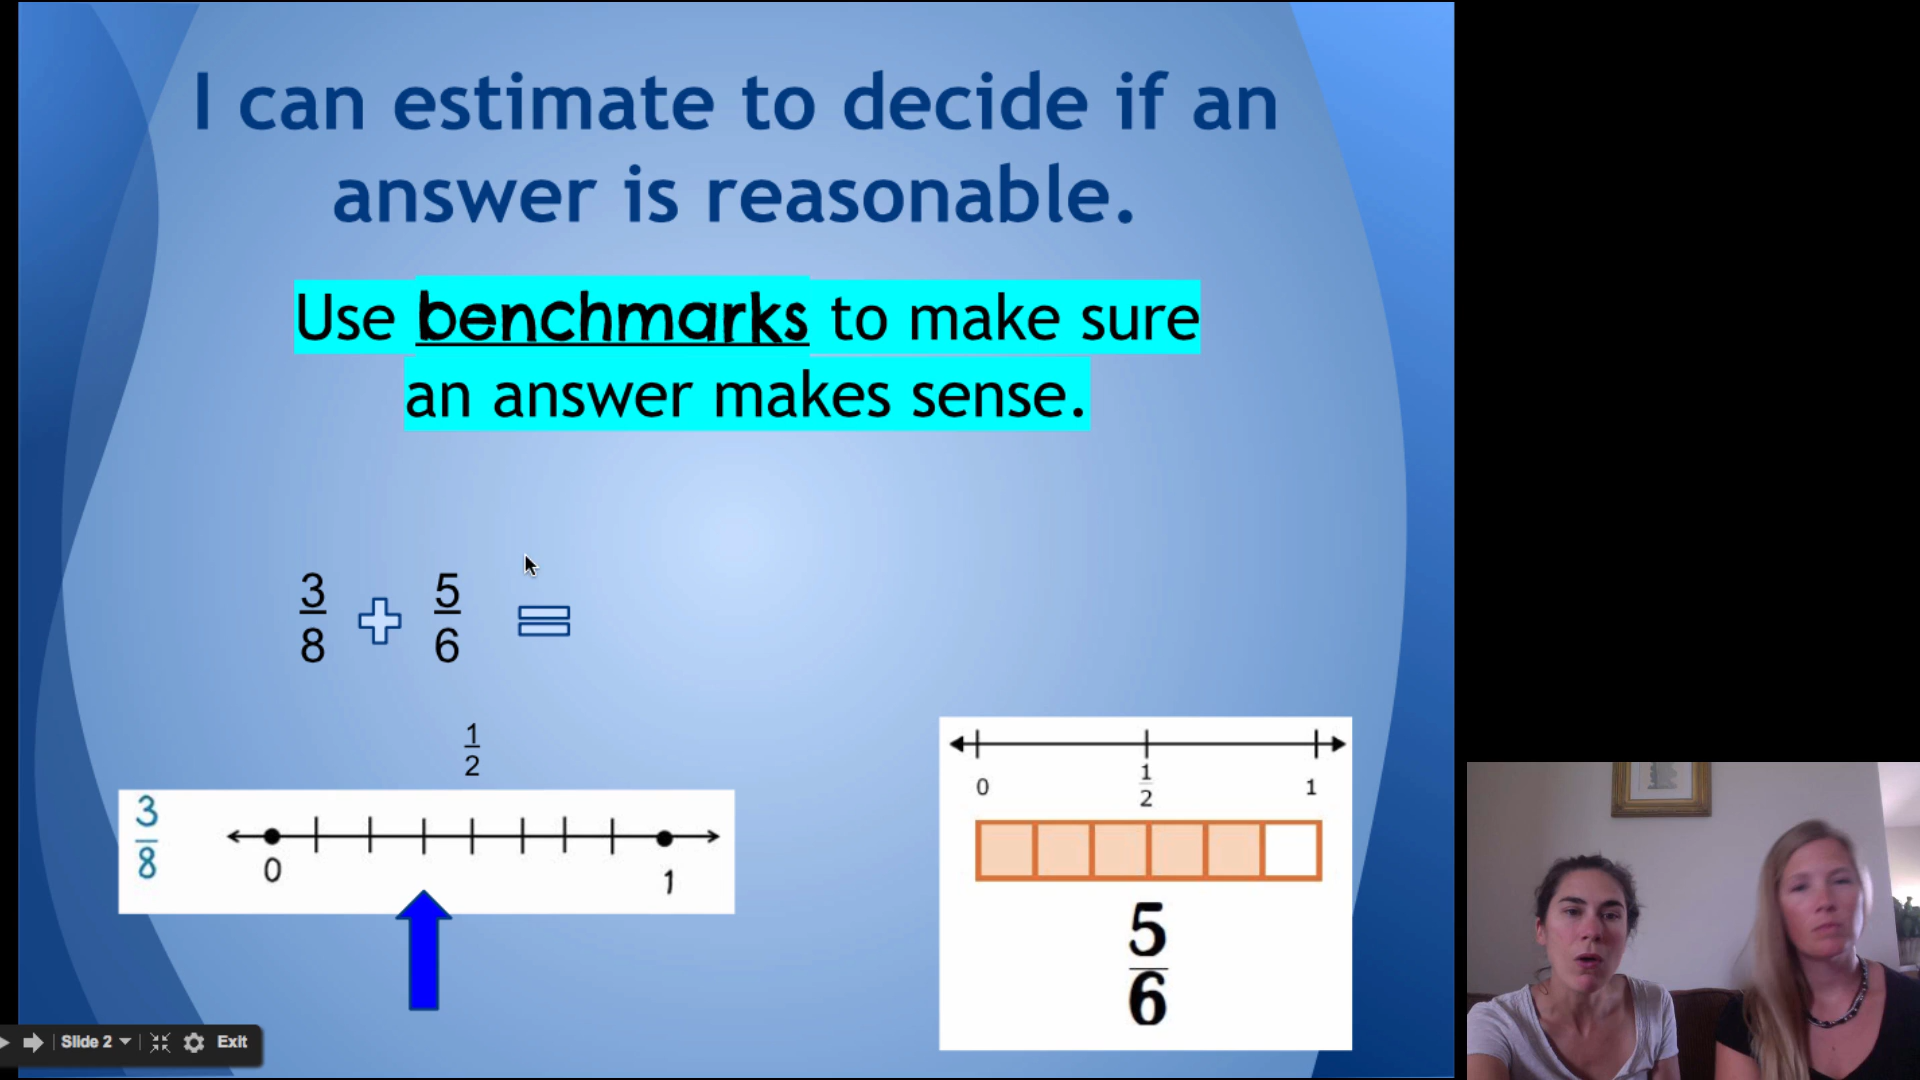 I can estimate to decide if an
answer is reasonable.
Use benchmarks to make sure
an answer makes sense.
3
8
5
6
1
2
3
8
0
1
0
1
2
1
5
6
Slide 2
Exit